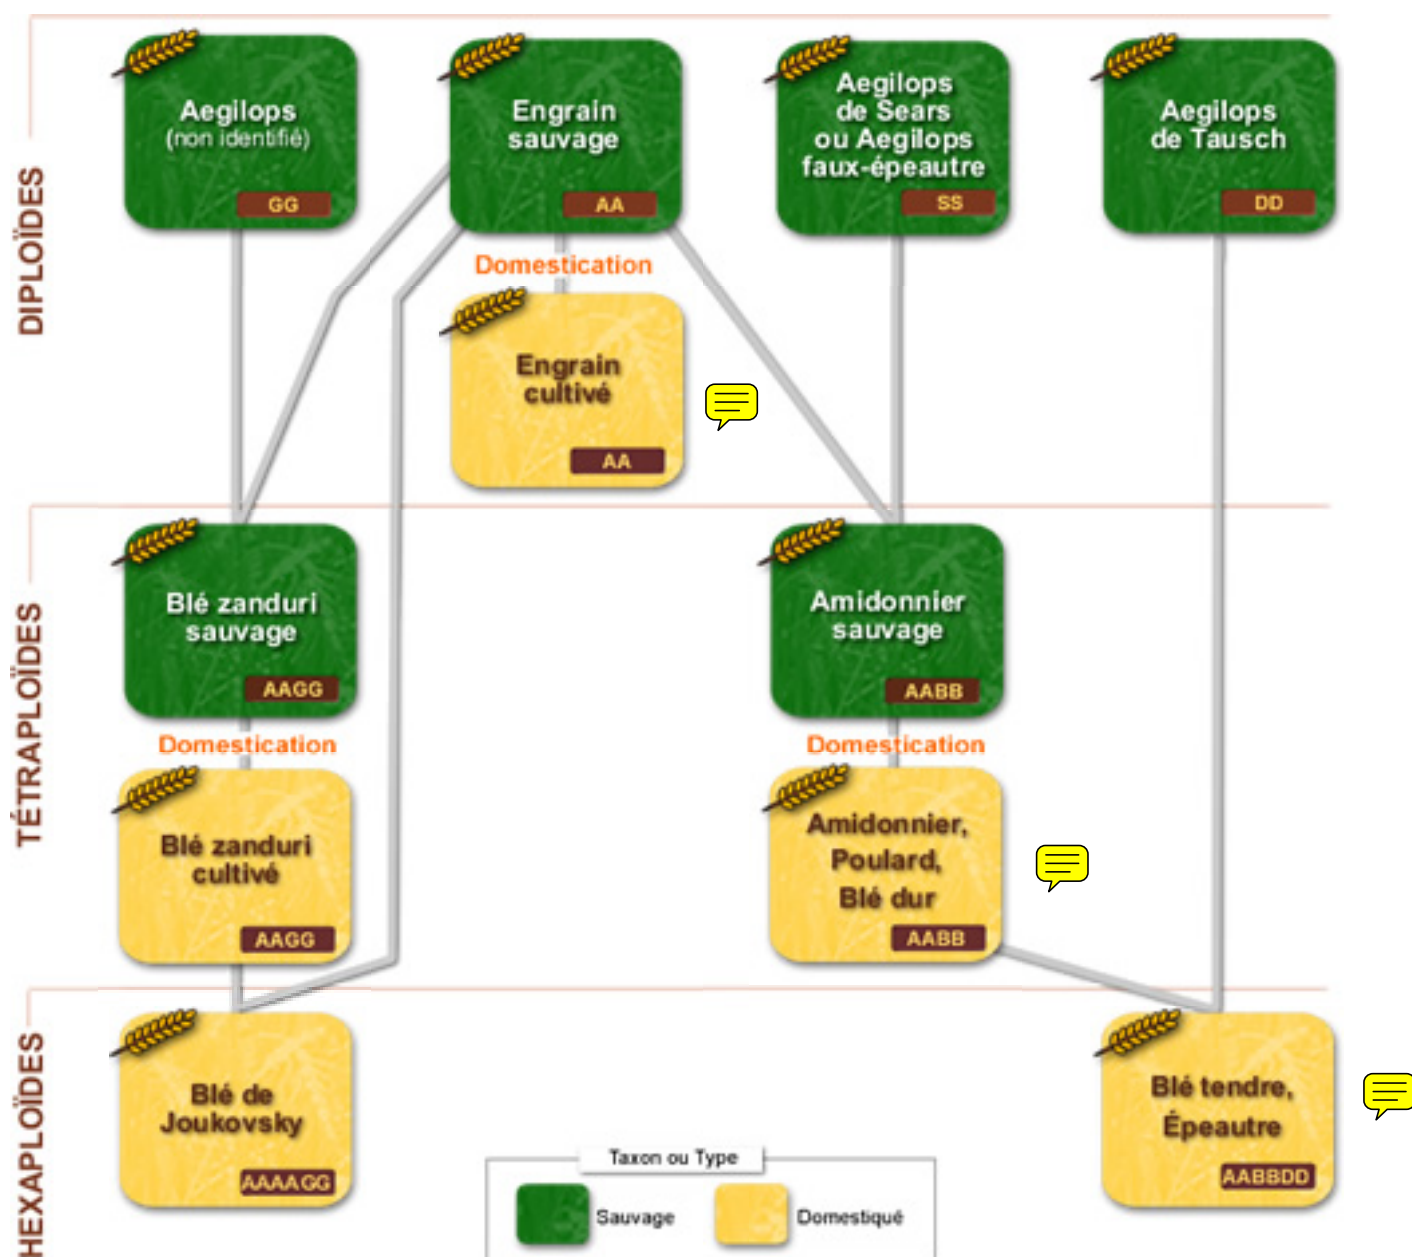 DIPLOÏDES
Aegilops
(non identifié)
GG
Engrain
sauvage
AA
Aegilops
de Sears
ou Aegilops
faux-épeautre
SS
Aegilops
de Tausch
DD
Domestication
Engrain
cultivé
AA
TÉTRAPLOÏDES
Blé zanduri
sauvage
AAGG
Amidonnier
sauvage
AABB
Domestication
Domestication
Blé zanduri
cultivé
AAGG
Amidonnier,
Poulard,
Blé dur
AABB
HEXAPLOÏDES
Blé de
Joukovsky
AAAAGG
Blé tendre,
Épeautre
AABBDD
Taxon ou Type
Sauvage
Domestiqué